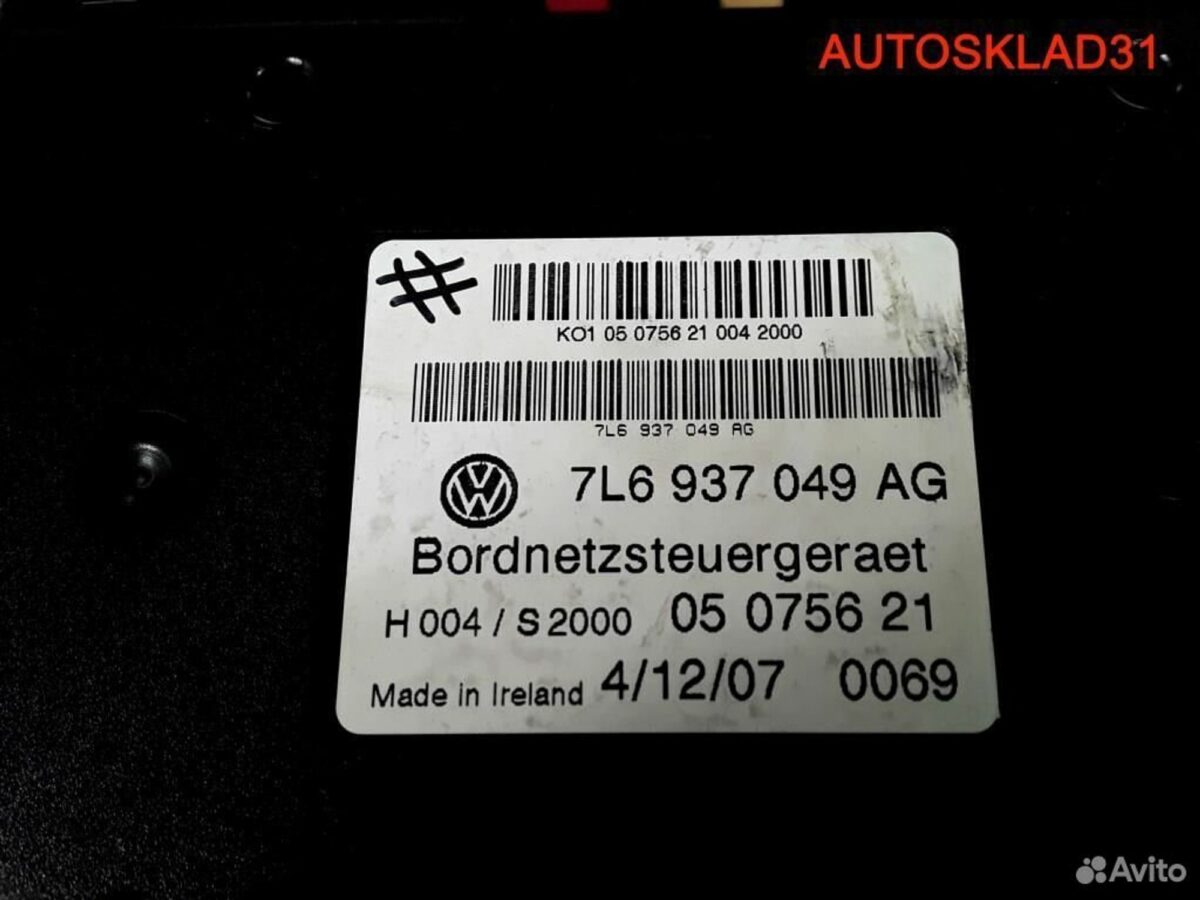 AUTOSKLAD31
#
KO1 05 0756 21 004 2000
7L6 937 049 AG
7L6 937 049 AG
Bordnetzsteuergeraet
H 004 / S 2000 05 0756 21
Made in Ireland 4/12/07 0069
Avito